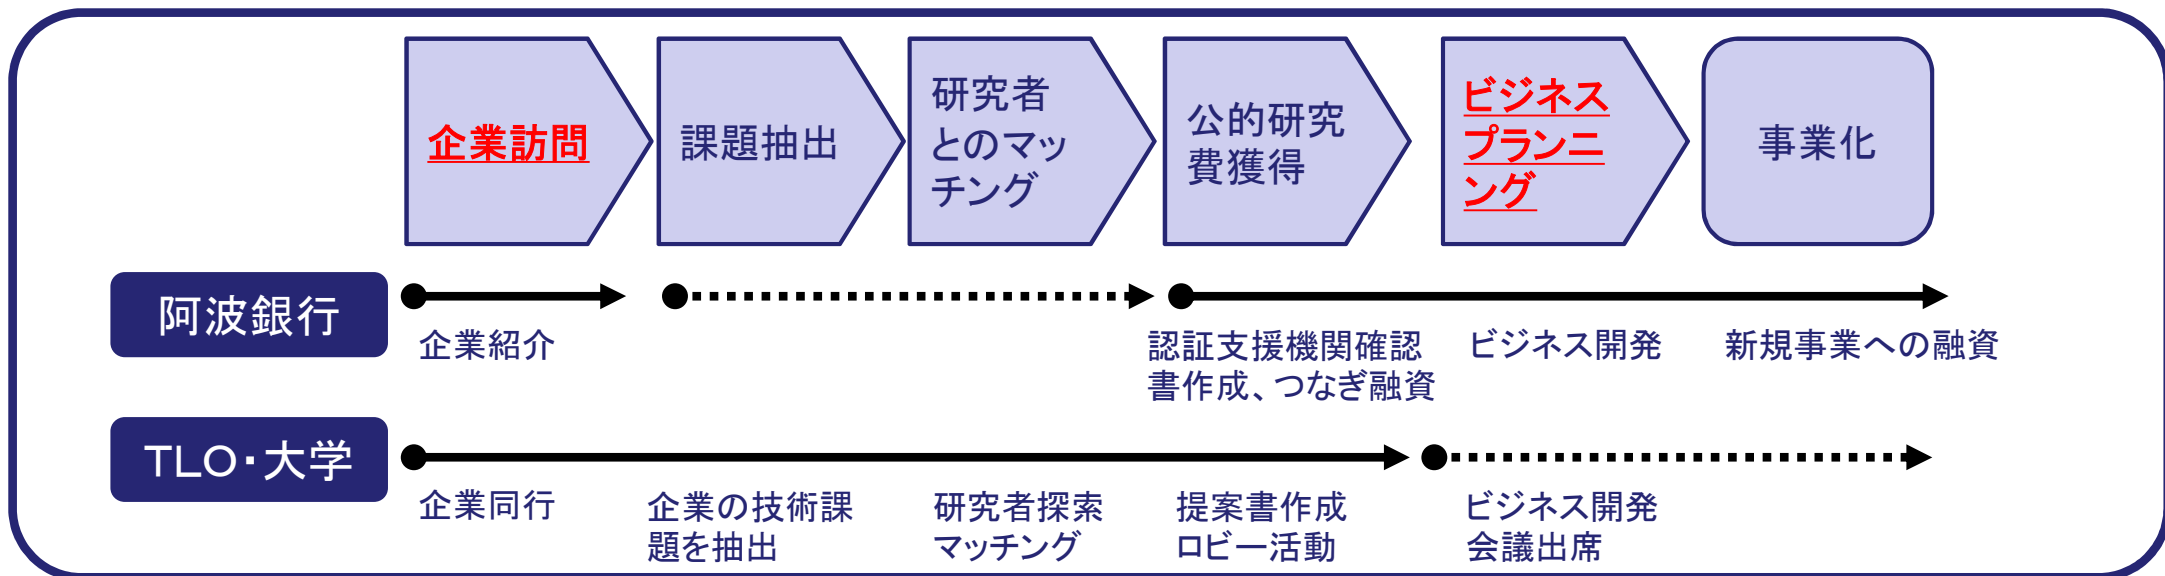 企業訪問
課題抽出
研究者
とのマッ
チング
公的研究
費獲得
ビジネス
プランニ
ング
事業化
阿波銀行
企業紹介
認証支援機関確認
書作成、つなぎ融資
ビジネス開発
新規事業への融資
TLO・大学
企業同行
企業の技術課
題を抽出
研究者探索
マッチング
提案書作成
ロビー活動
ビジネス開発
会議出席